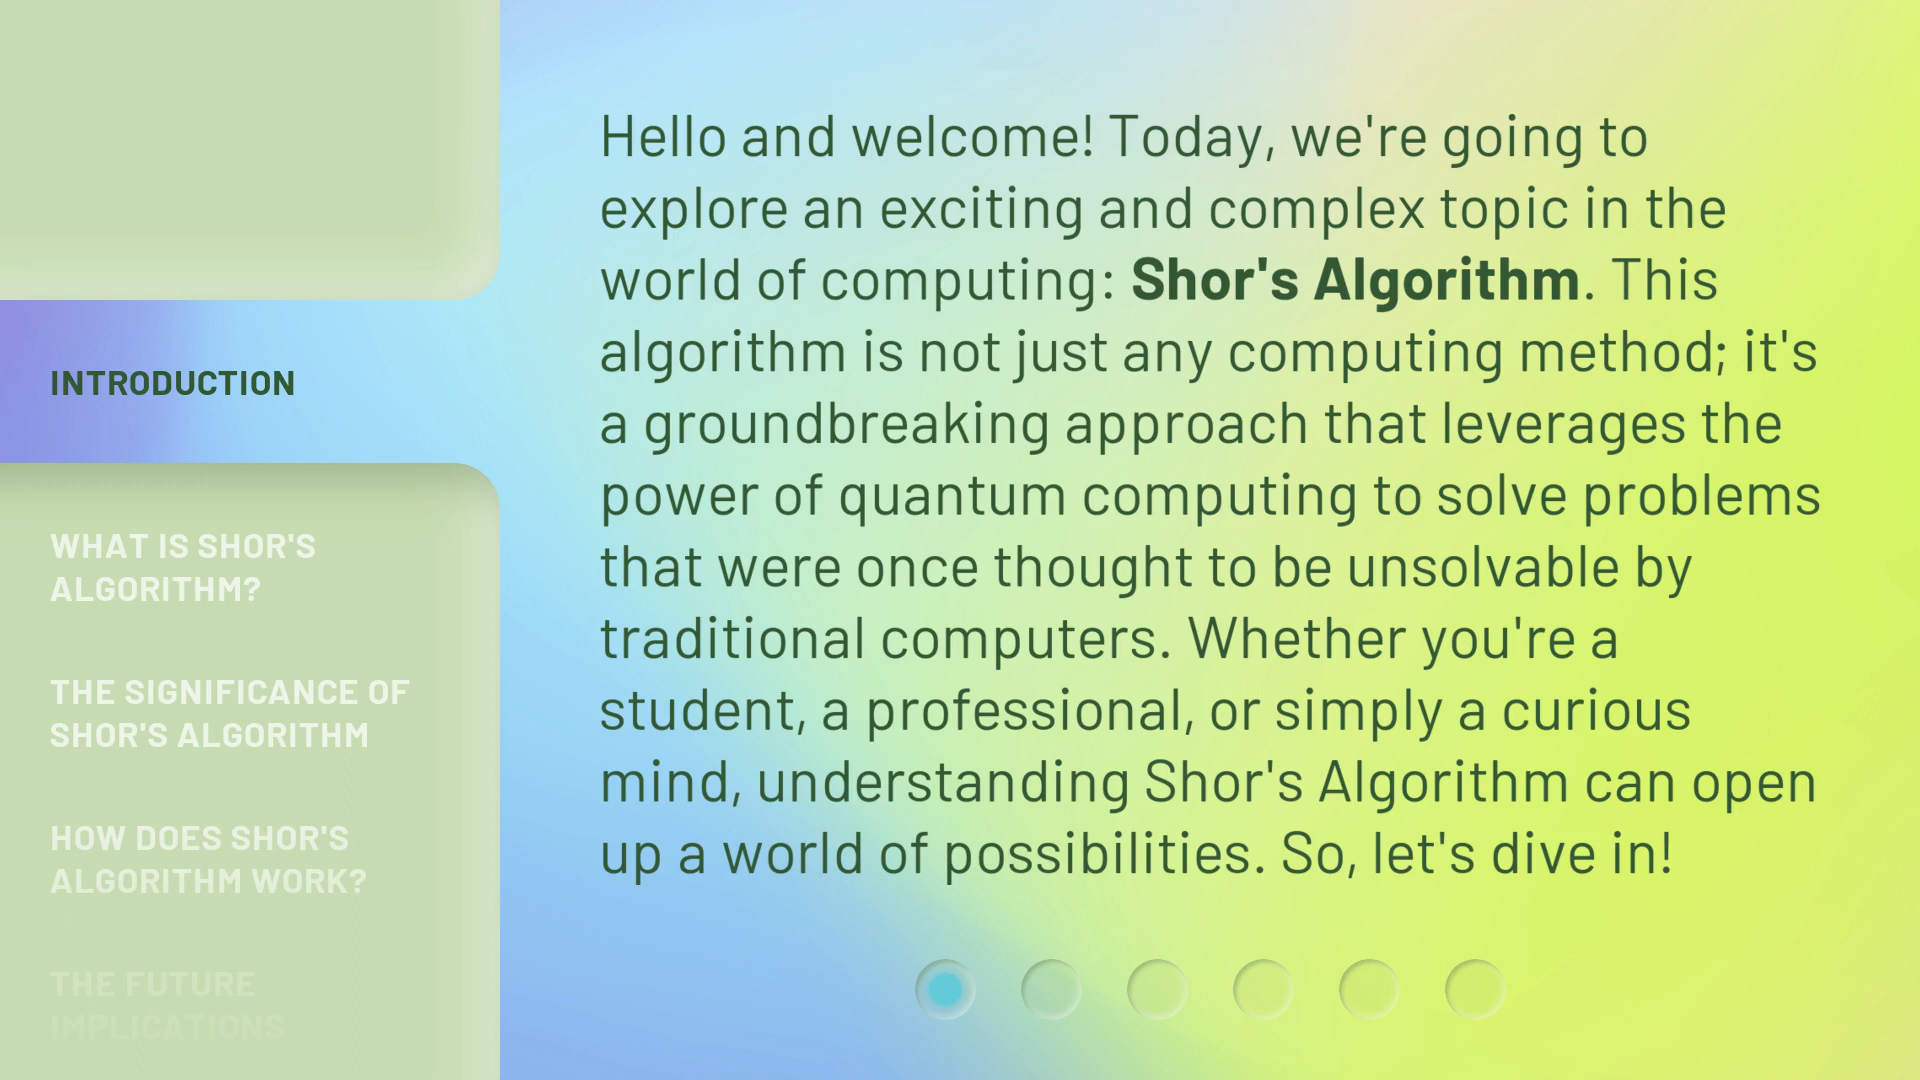 INTRODUCTION
WHAT IS SHOR'S
ALGORITHM?
THE SIGNIFICANCE OF
SHOR'S ALGORITHM
HOW DOES SHOR'S
ALGORITHM WORK?
THE FUTURE
IMPLICATIONS
Hello and welcome! Today, we're going to
explore an exciting and complex topic in the
world of computing: Shor's Algorithm. This
algorithm is not just any computing method; it's
a groundbreaking approach that leverages the
power of quantum computing to solve problems
that were once thought to be unsolvable by
traditional computers. Whether you're a
student, a professional, or simply a curious
mind, understanding Shor's Algorithm can open
up a world of possibilities. So, let's dive in!